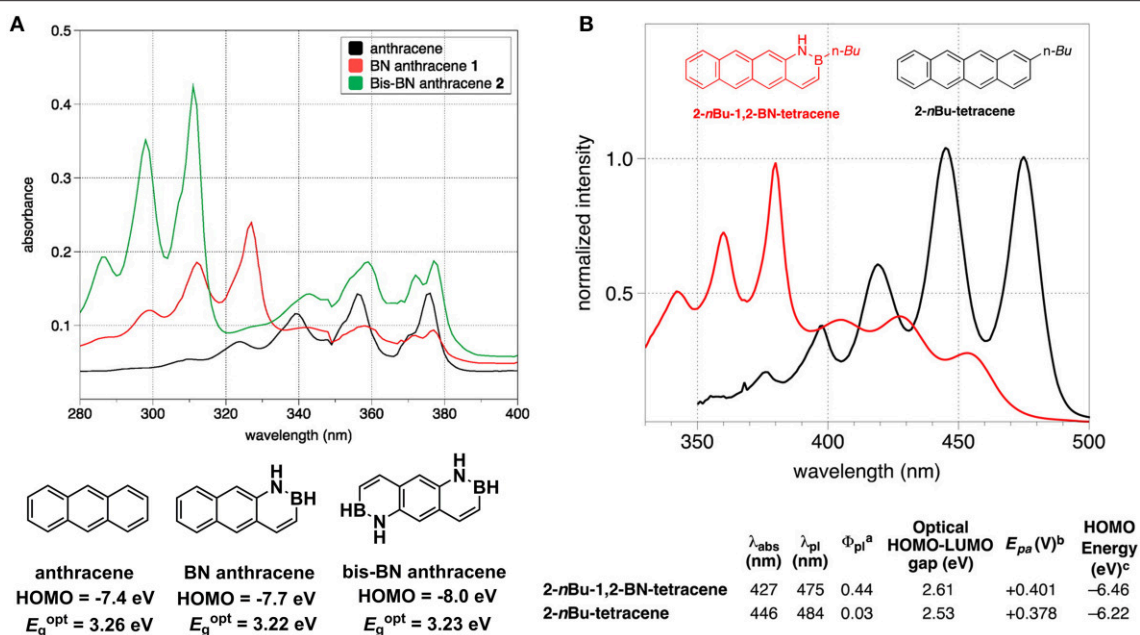 A
0.5
0.4
0.3
0.2
0.1
absorbance
anthracene
BN anthracene 1
Bis-BN anthracene 2
280 300 320 340 360 380 400
wavelength (nm)
H
N
BH
H
N
BH
HB
N
H
anthracene
HOMO = -7.4 eV
Eg^opt = 3.26 eV
BN anthracene
HOMO = -7.7 eV
Eg^opt = 3.22 eV
bis-BN anthracene
HOMO = -8.0 eV
Eg^opt = 3.23 eV
B
H
N
B
n-Bu
2-nBu-1,2-BN-tetracene
n-Bu
2-nBu-tetracene
1.0
0.5
normalized intensity
350 400 450 500
wavelength (nm)
λabs (nm) λpl (nm) Φpl^a Optical HOMO-LUMO gap (eV) Epa (V)^b HOMO Energy (eV)^c
2-nBu-1,2-BN-tetracene 427 475 0.44 2.61 +0.401 −6.46
2-nBu-tetracene 446 484 0.03 2.53 +0.378 −6.22